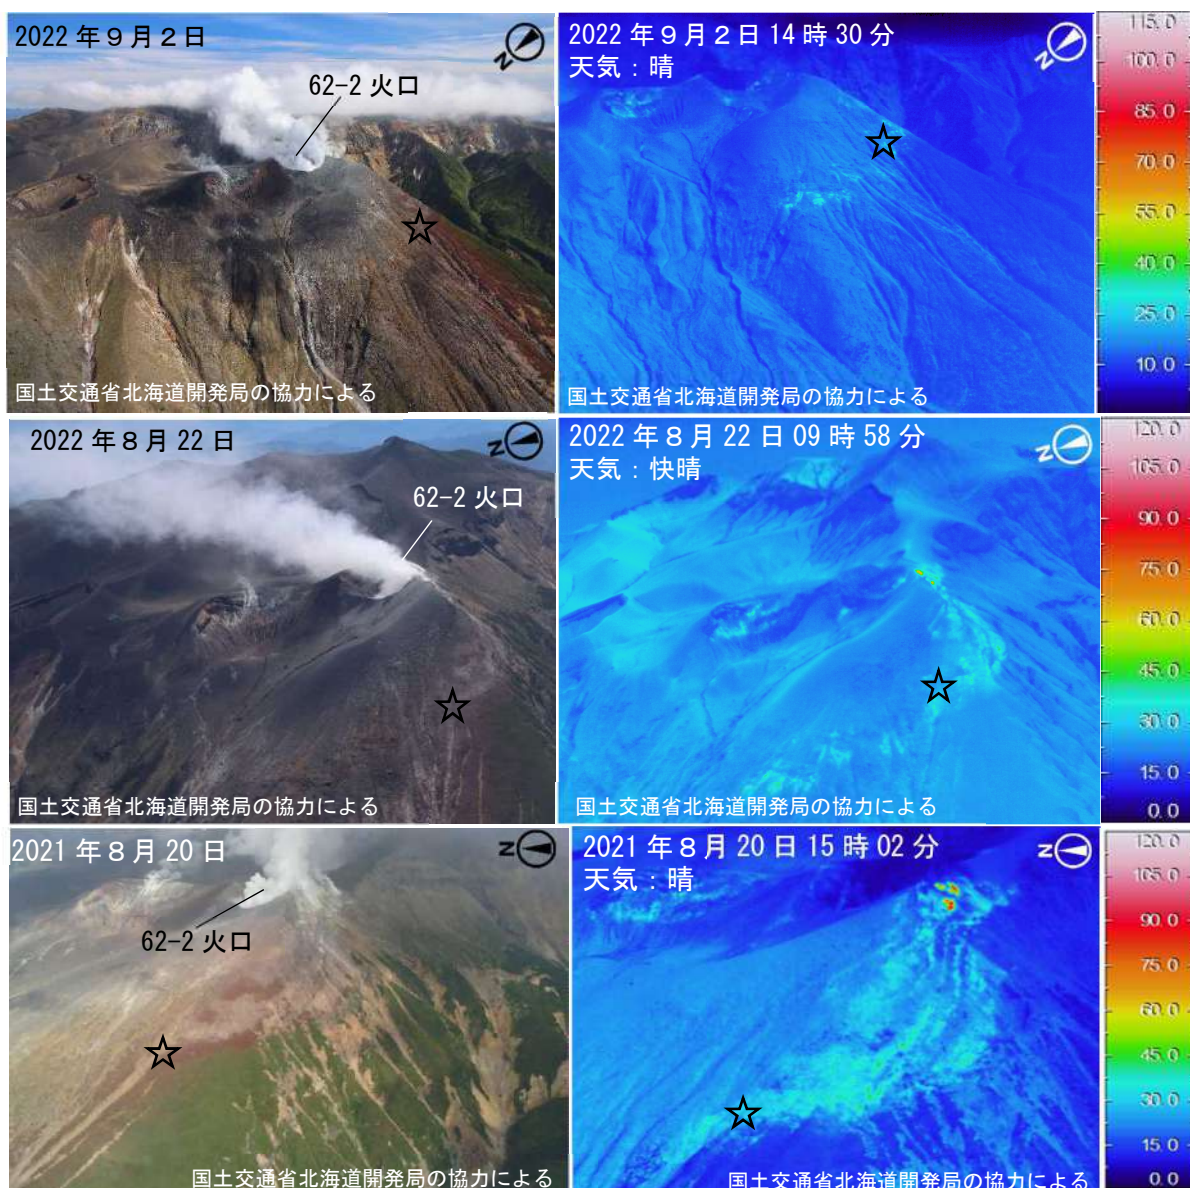 2022年9月2日
N
62-2 火口
国土交通省北海道開発局の協力による
2022年9月2日14時30分
天気：晴
N
国土交通省北海道開発局の協力による
115.0
100.0
85.0
70.0
55.0
40.0
25.0
10.0
2022年8月22日
N
62-2 火口
国土交通省北海道開発局の協力による
2022年8月22日09時58分
天気：快晴
N
国土交通省北海道開発局の協力による
120.0
105.0
90.0
75.0
60.0
45.0
30.0
15.0
0.0
2021年8月20日
N
62-2 火口
国土交通省北海道開発局の協力による
2021年8月20日15時02分
天気：晴
N
国土交通省北海道開発局の協力による
120.0
105.0
90.0
75.0
60.0
45.0
30.0
15.0
0.0